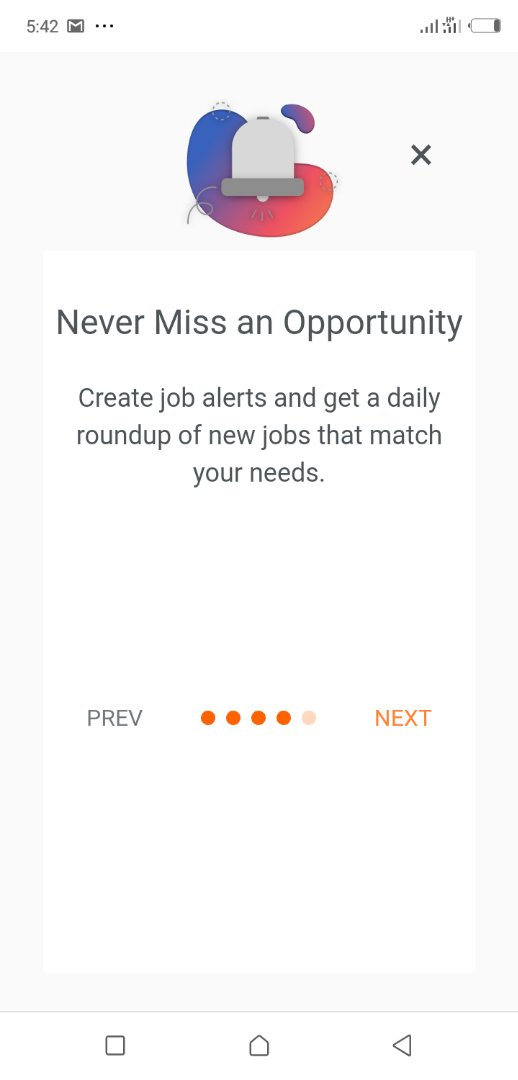 5:42
Never Miss an Opportunity
Create job alerts and get a daily
roundup of new jobs that match
your needs.
PREV
NEXT